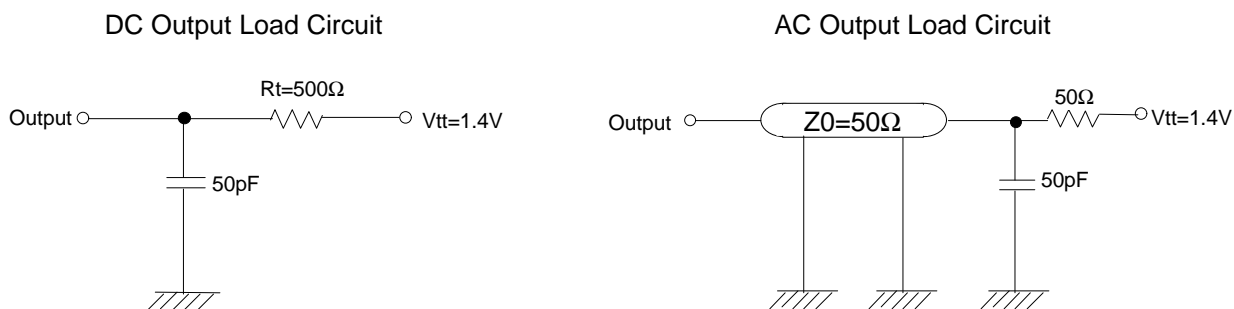 DC Output Load Circuit
AC Output Load Circuit
Rt=500Ω
Output
Vtt=1.4V
50pF
50Ω
Output
Z0=50Ω
Vtt=1.4V
50pF